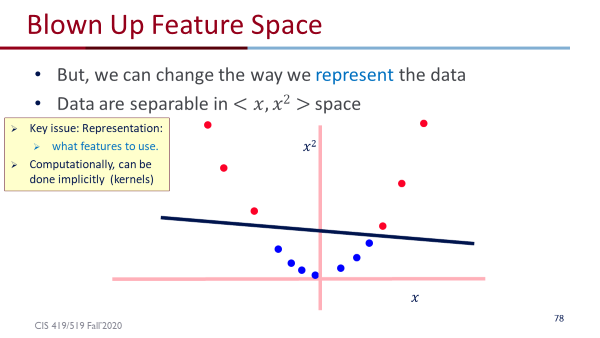 Blown Up Feature Space
• But, we can change the way we represent the data
• Data are separable in < x, x² > space
➢ Key issue: Representation:
➢ what features to use.
➢ Computationally, can be
done implicitly (kernels)
x²
x
CIS 419/519 Fall'2020
78